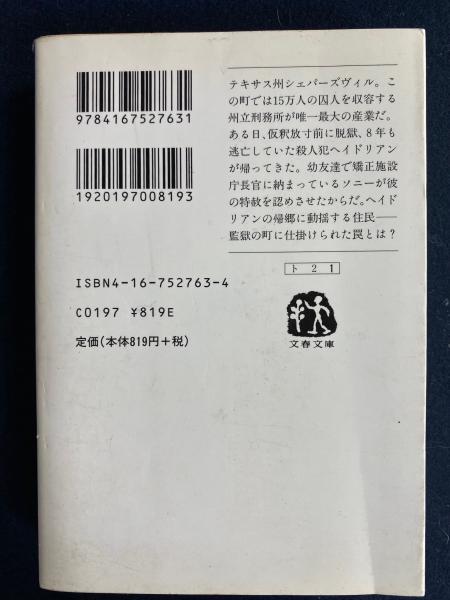 9784167527631
1920197008193
ISBN4-16-752763-4
C0197 ¥819E
定価(本体819円+税)
テキサス州シェパーズヴィル。こ
の町では15万人の囚人を収容する
州立刑務所が唯一最大の産業だ。
ある日、仮釈放寸前に脱獄、8年も
逃亡していた殺人犯ヘイドリアン
が帰ってきた。幼友達で矯正施設
庁長官に納まっているソニーが彼
の特赦を認めさせたからだ。ヘイド
リアンの帰郷に動揺する住民――
監獄の町に仕掛けられた罠とは?
ト 2 1
文春文庫